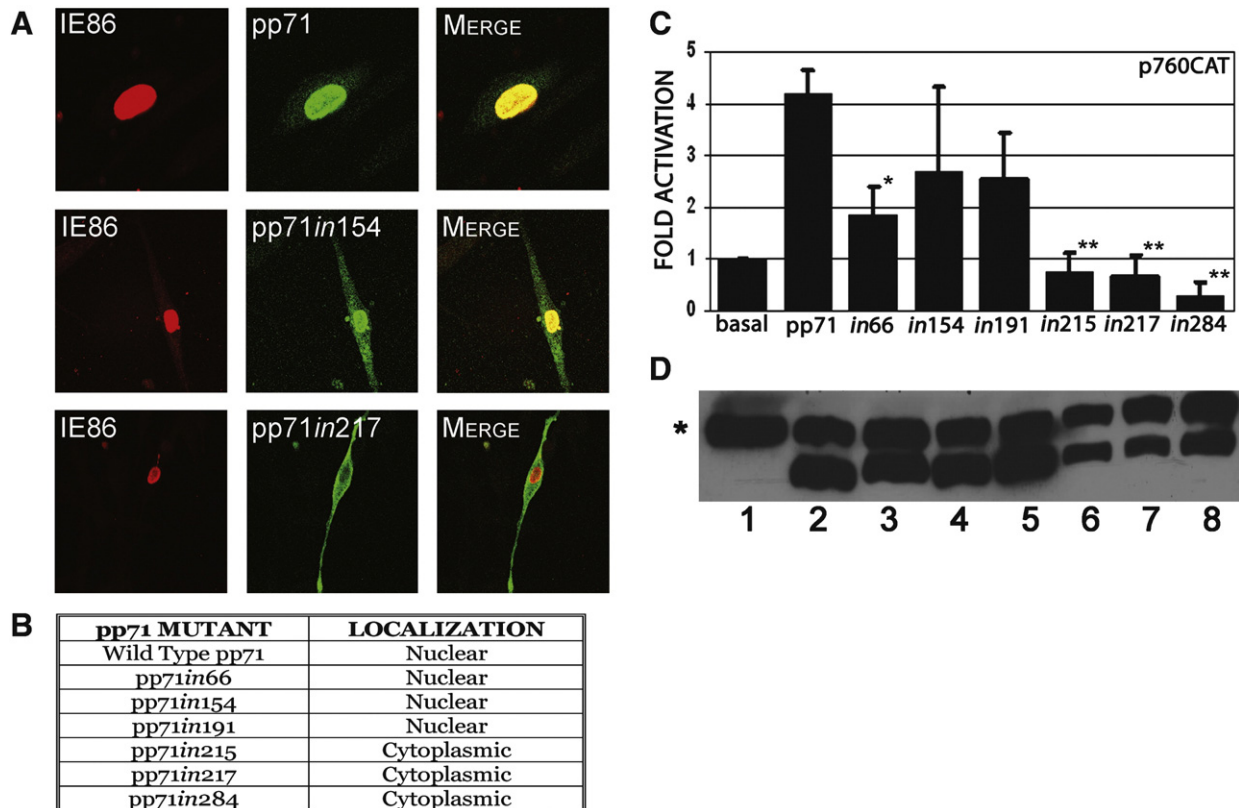 A
IE86
pp71
MERGE
IE86
pp71in154
MERGE
IE86
pp71in217
MERGE
B
pp71 MUTANT LOCALIZATION
Wild Type pp71 Nuclear
pp71in66 Nuclear
pp71in154 Nuclear
pp71in191 Nuclear
pp71in215 Cytoplasmic
pp71in217 Cytoplasmic
pp71in284 Cytoplasmic
C
p760CAT
FOLD ACTIVATION
5
4
3
2
1
0
*
**
**
**
basal pp71 in66 in154 in191 in215 in217 in284
D
*
1 2 3 4 5 6 7 8